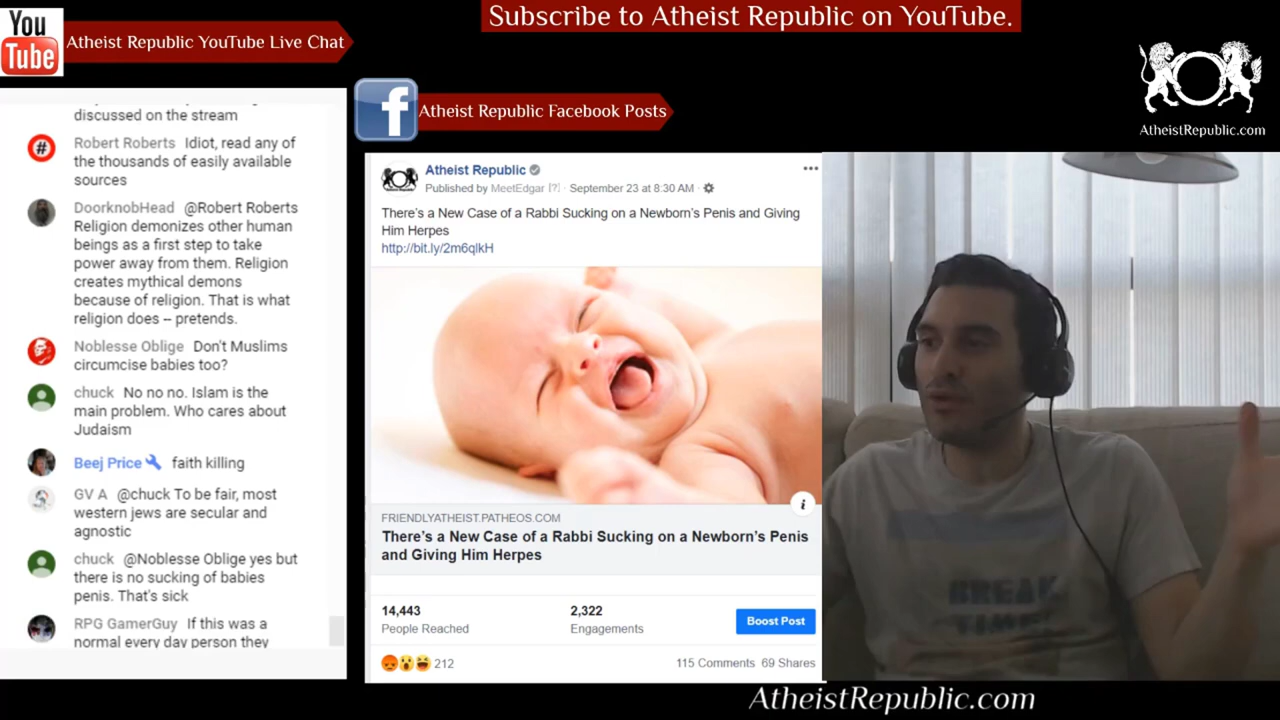 Subscribe to Atheist Republic on YouTube.
You
Tube
Atheist Republic YouTube Live Chat
AtheistRepublic.com
f
Atheist Republic Facebook Posts
discussed on the stream
# Robert Roberts Idiot, read any of
the thousands of easily available
sources
DoorknobHead @Robert Roberts
Religion demonizes other human
beings as a first step to take
power away from them. Religion
creates mythical demons
because of religion. That is what
religion does -- pretends.
Noblesse Oblige Don't Muslims
circumcise babies too?
chuck No no no. Islam is the
main problem. Who cares about
Judaism
Beej Price faith killing
GV A @chuck To be fair, most
western jews are secular and
agnostic
chuck @Noblesse Oblige yes but
there is no sucking of babies
penis. That's sick
RPG GamerGuy If this was a
normal every day person they
Atheist Republic
Published by MeetEdgar [?] · September 23 at 8:30 AM ·
There's a New Case of a Rabbi Sucking on a Newborn's Penis and Giving
Him Herpes
http://bit.ly/2m6qlkH
i
FRIENDLYATHEIST.PATHEOS.COM
There's a New Case of a Rabbi Sucking on a Newborn's Penis
and Giving Him Herpes
14,443
People Reached
2,322
Engagements
Boost Post
212
115 Comments 69 Shares
BREAK
TIME
AtheistRepublic.com